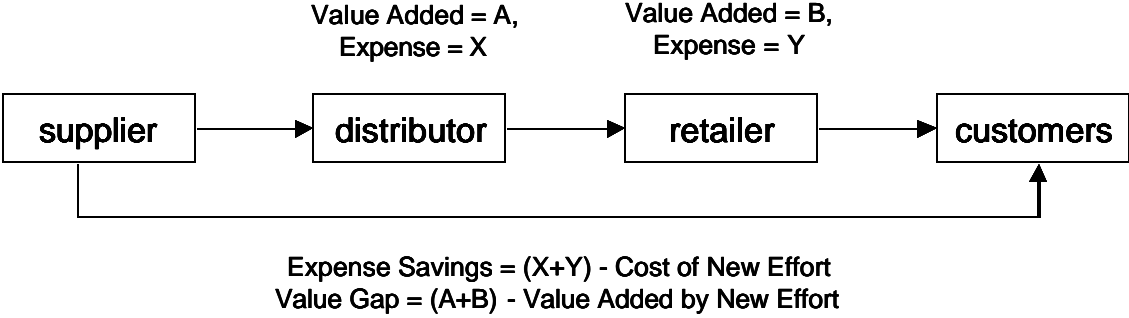 Value Added = A,
Expense = X
Value Added = B,
Expense = Y
supplier
distributor
retailer
customers
Expense Savings = (X+Y) - Cost of New Effort
Value Gap = (A+B) - Value Added by New Effort